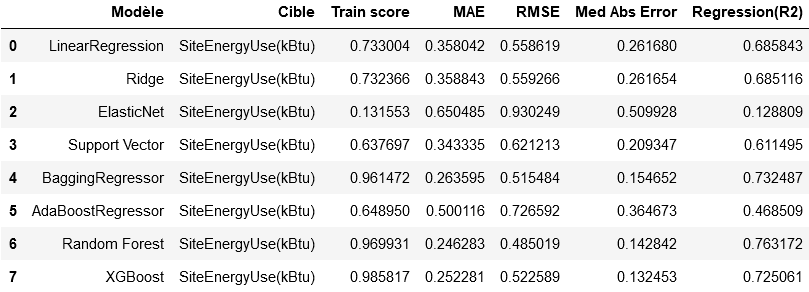 Modèle Cible Train score MAE RMSE Med Abs Error Regression(R2)
0 LinearRegression SiteEnergyUse(kBtu) 0.733004 0.358042 0.558619 0.261680 0.685843
1 Ridge SiteEnergyUse(kBtu) 0.732366 0.358843 0.559266 0.261654 0.685116
2 ElasticNet SiteEnergyUse(kBtu) 0.131553 0.650485 0.930249 0.509928 0.128809
3 Support Vector SiteEnergyUse(kBtu) 0.637697 0.343335 0.621213 0.209347 0.611495
4 BaggingRegressor SiteEnergyUse(kBtu) 0.961472 0.263595 0.515484 0.154652 0.732487
5 AdaBoostRegressor SiteEnergyUse(kBtu) 0.648950 0.500116 0.726592 0.364673 0.468509
6 Random Forest SiteEnergyUse(kBtu) 0.969931 0.246283 0.485019 0.142842 0.763172
7 XGBoost SiteEnergyUse(kBtu) 0.985817 0.252281 0.522589 0.132453 0.725061